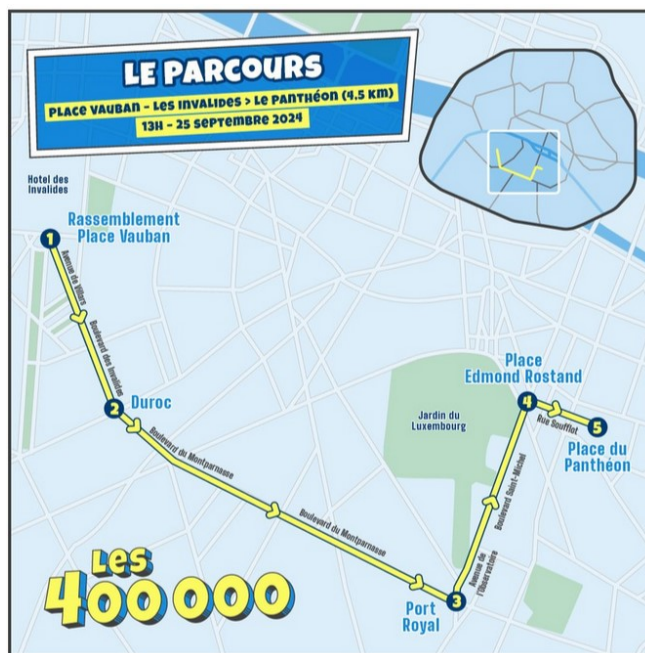 LE PARCOURS
PLACE VAUBAN - LES INVALIDES > LE PANTHÉON (4.5 KM)
13H - 25 SEPTEMBRE 2024
Hotel des
Invalides
1
Rassemblement
Place Vauban
Avenue de Villars
Boulevard des Invalides
2
Duroc
Boulevard du Montparnasse
Boulevard du Montparnasse
Place
Edmond Rostand
4
Rue Soufflot
5
Place du
Panthéon
Jardin du
Luxembourg
Boulevard Saint-Michel
Avenue de
l'Observatoire
3
Port
Royal
LES
400 000